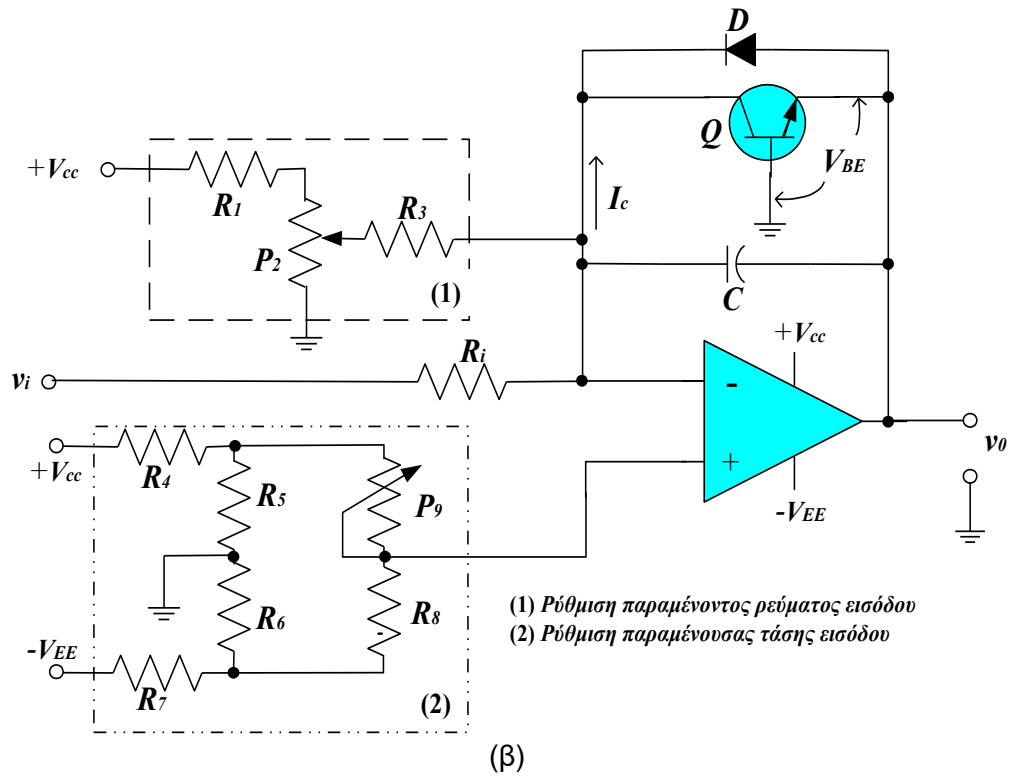 D
Q
VBE
+Vcc
R1
R3
Ic
P2
(1)
C
Ri
+Vcc
vi
-
+Vcc
R4
R5
P9
+
v0
-VEE
R6
R8
-
(1) Ρύθμιση παραμένοντος ρεύματος εισόδου
(2) Ρύθμιση παραμένουσας τάσης εισόδου
-VEE
R7
(2)
(β)